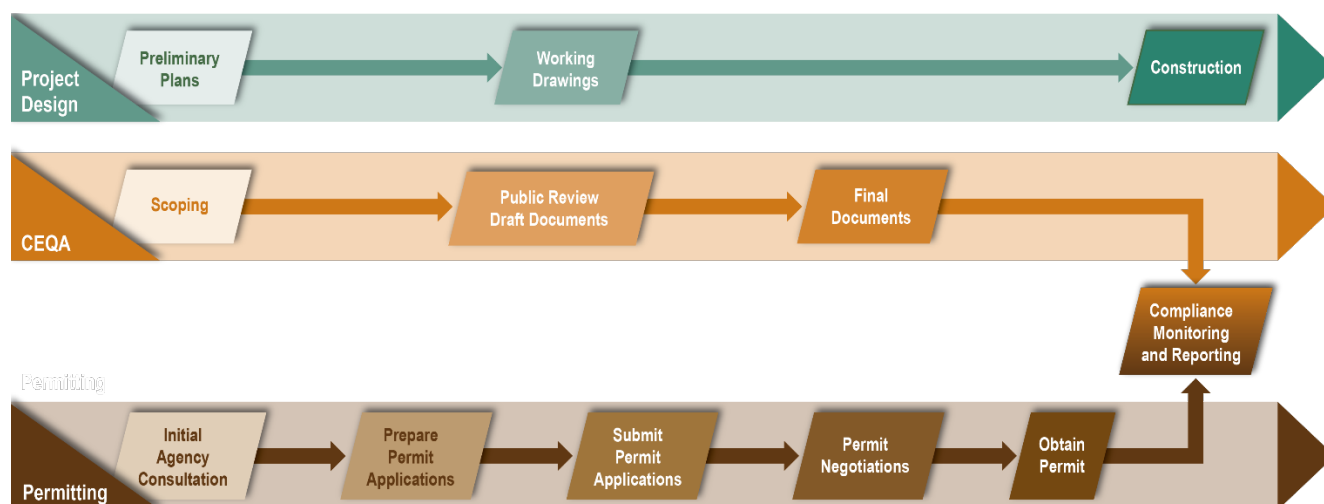 Project
Design
Preliminary
Plans
Working
Drawings
Construction
CEQA
Scoping
Public Review
Draft Documents
Final
Documents
Compliance
Monitoring
and Reporting
Permitting
Permitting
Initial
Agency
Consultation
Prepare
Permit
Applications
Submit
Permit
Applications
Permit
Negotiations
Obtain
Permit